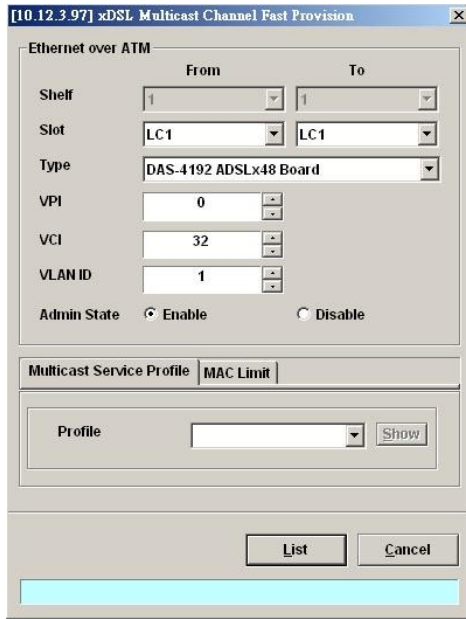 [10.12.3.97] xDSL Multicast Channel Fast Provision
Ethernet over ATM
From To
Shelf 1 1
Slot LC1 LC1
Type DAS-4192 ADSLx48 Board
VPI 0
VCI 32
VLAN ID 1
Admin State Enable Disable
Multicast Service Profile MAC Limit
Profile Show
List Cancel